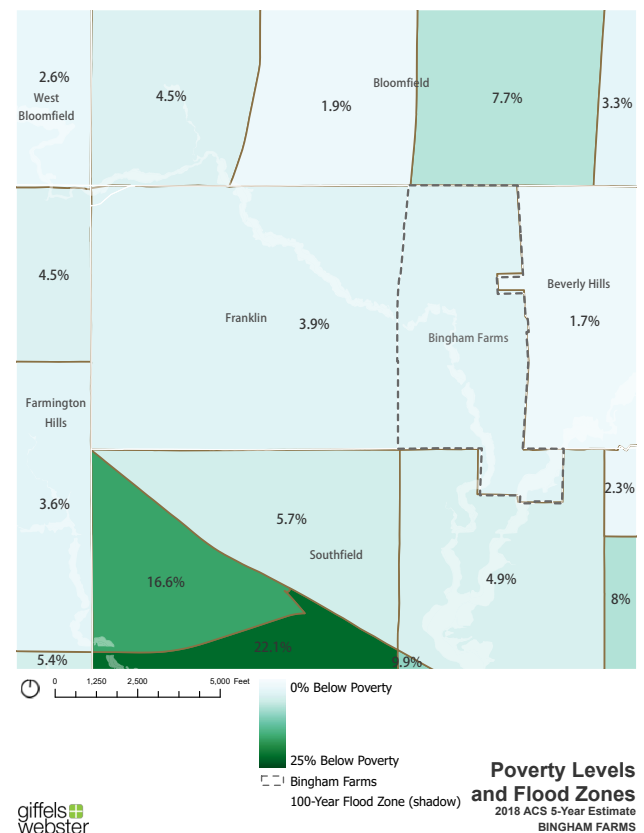 2.6%
West
Bloomfield
4.5%
1.9%
Bloomfield
7.7%
3.3%
4.5%
Franklin
3.9%
Bingham Farms
Beverly Hills
1.7%
Farmington
Hills
3.6%
5.7%
Southfield
16.6%
22.1%
4.9%
2.3%
8%
5.4%
9.9%
0 1,250 2,500 5,000 Feet
0% Below Poverty
25% Below Poverty
Bingham Farms
100-Year Flood Zone (shadow)
giffels
webster
Poverty Levels
and Flood Zones
2018 ACS 5-Year Estimate
BINGHAM FARMS